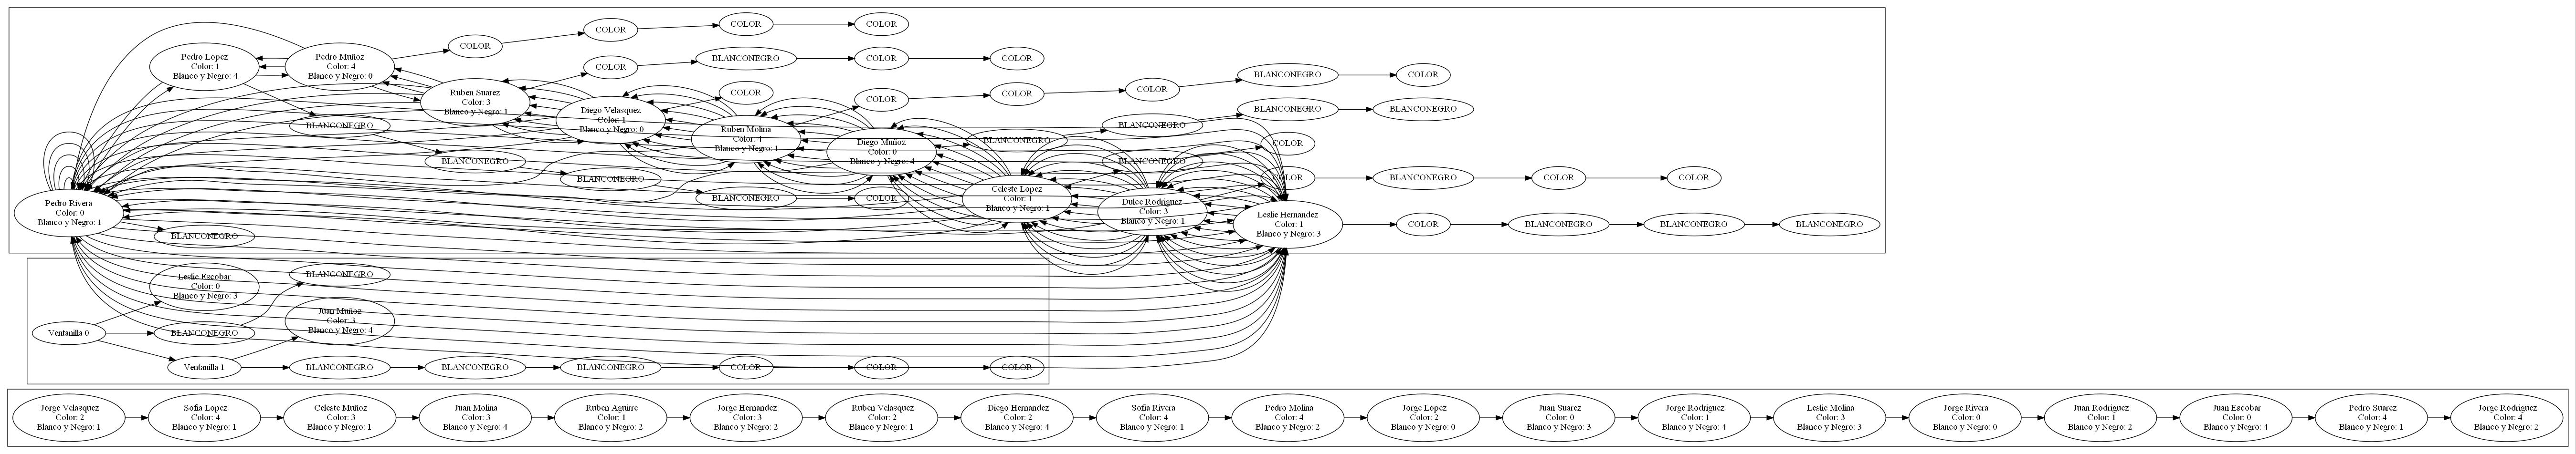 COLOR
COLOR
COLOR
COLOR
Pedro Lopez
Color: 1
Blanco y Negro: 4
Pedro Muñoz
Color: 4
Blanco y Negro: 0
COLOR
BLANCONEGRO
COLOR
COLOR
Ruben Suarez
Color: 3
Blanco y Negro: 1
Diego Velasquez
Color: 1
Blanco y Negro: 0
COLOR
COLOR
COLOR
COLOR
BLANCONEGRO
COLOR
Ruben Molina
Color: 4
Blanco y Negro: 1
Diego Muñoz
Color: 0
Blanco y Negro: 4
BLANCONEGRO
BLANCONEGRO
BLANCONEGRO
BLANCONEGRO
BLANCONEGRO
BLANCONEGRO
BLANCONEGRO
BLANCONEGRO
COLOR
BLANCONEGRO
COLOR
Celeste Lopez
Color: 1
Blanco y Negro: 1
Dulce Rodriguez
Color: 3
Blanco y Negro: 1
COLOR
BLANCONEGRO
COLOR
COLOR
Pedro Rivera
Color: 0
Blanco y Negro: 1
BLANCONEGRO
Leslie Hernandez
Color: 1
Blanco y Negro: 3
COLOR
BLANCONEGRO
BLANCONEGRO
BLANCONEGRO
Leslie Escobar
Color: 0
Blanco y Negro: 3
BLANCONEGRO
Juan Muñoz
Color: 3
Blanco y Negro: 4
Ventanilla 0
BLANCONEGRO
Ventanilla 1
BLANCONEGRO
BLANCONEGRO
BLANCONEGRO
COLOR
COLOR
COLOR
Jorge Velasquez
Color: 2
Blanco y Negro: 1
Sofia Lopez
Color: 4
Blanco y Negro: 1
Celeste Muñoz
Color: 3
Blanco y Negro: 1
Juan Molina
Color: 3
Blanco y Negro: 4
Ruben Aguirre
Color: 1
Blanco y Negro: 2
Jorge Hernandez
Color: 3
Blanco y Negro: 2
Ruben Velasquez
Color: 2
Blanco y Negro: 1
Diego Hernandez
Color: 2
Blanco y Negro: 4
Sofia Rivera
Color: 4
Blanco y Negro: 1
Pedro Molina
Color: 4
Blanco y Negro: 2
Jorge Lopez
Color: 2
Blanco y Negro: 0
Juan Suarez
Color: 0
Blanco y Negro: 3
Jorge Rodriguez
Color: 1
Blanco y Negro: 4
Leslie Molina
Color: 3
Blanco y Negro: 3
Jorge Rivera
Color: 0
Blanco y Negro: 0
Juan Rodriguez
Color: 1
Blanco y Negro: 2
Juan Escobar
Color: 0
Blanco y Negro: 4
Pedro Suarez
Color: 4
Blanco y Negro: 1
Jorge Rodriguez
Color: 4
Blanco y Negro: 2